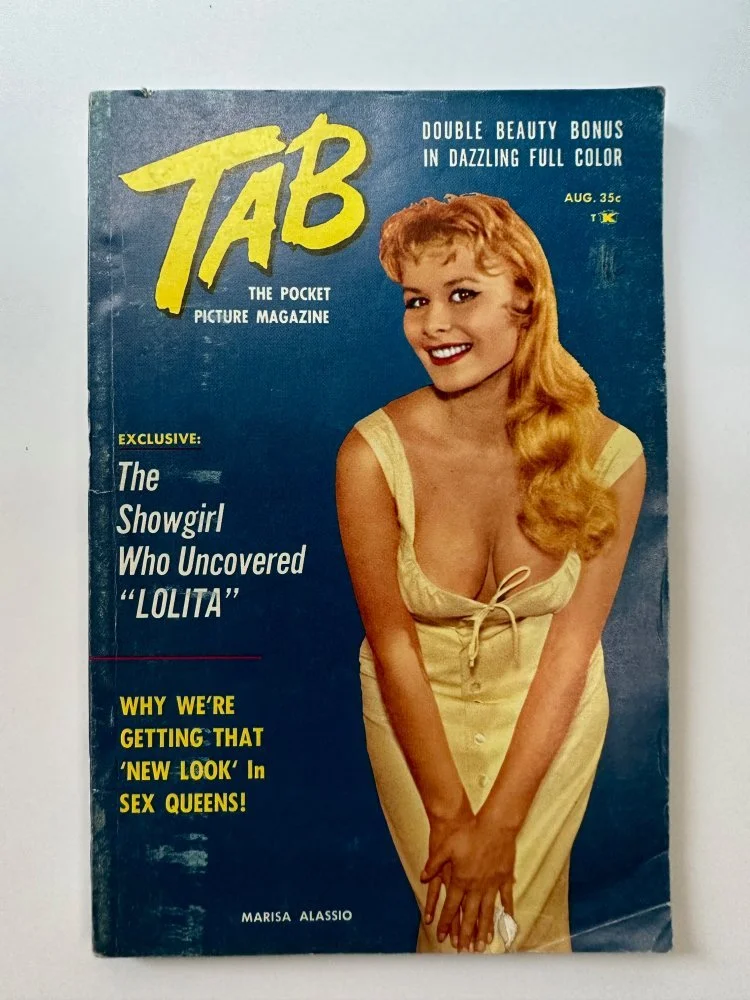 TAB
THE POCKET
PICTURE MAGAZINE
DOUBLE BEAUTY BONUS
IN DAZZLING FULL COLOR
AUG. 35c
T K
EXCLUSIVE:
The
Showgirl
Who Uncovered
“LOLITA”
WHY WE'RE
GETTING THAT
'NEW LOOK' In
SEX QUEENS!
MARISA ALASSIO